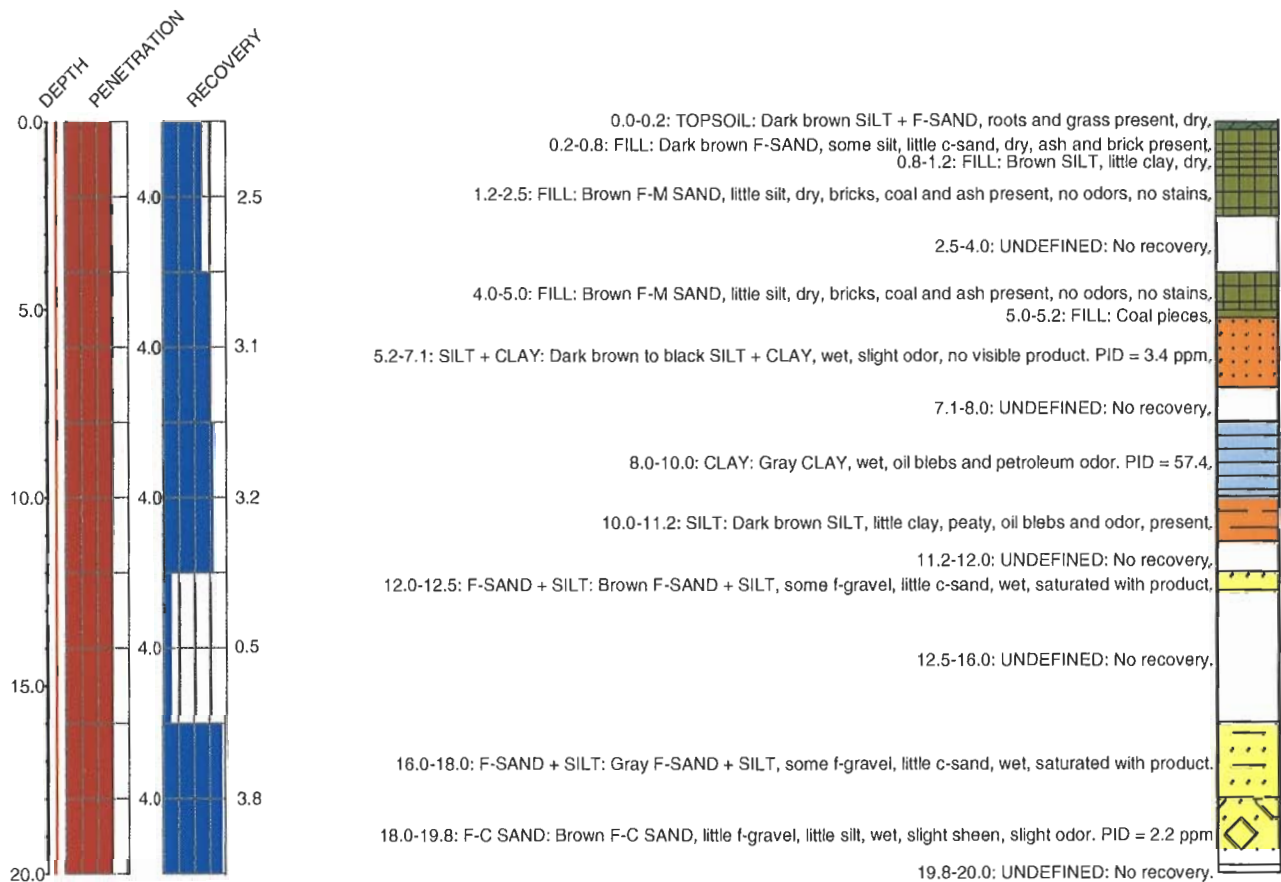 DEPTH
PENETRATION
RECOVERY
0.0
5.0
10.0
15.0
20.0
4.0
4.0
4.0
4.0
4.0
2.5
3.1
3.2
0.5
3.8
0.0-0.2: TOPSOIL: Dark brown SILT + F-SAND, roots and grass present, dry.
0.2-0.8: FILL: Dark brown F-SAND, some silt, little c-sand, dry, ash and brick present.
0.8-1.2: FILL: Brown SILT, little clay, dry.
1.2-2.5: FILL: Brown F-M SAND, little silt, dry, bricks, coal and ash present, no odors, no stains.
2.5-4.0: UNDEFINED: No recovery.
4.0-5.0: FILL: Brown F-M SAND, little silt, dry, bricks, coal and ash present, no odors, no stains.
5.0-5.2: FILL: Coal pieces.
5.2-7.1: SILT + CLAY: Dark brown to black SILT + CLAY, wet, slight odor, no visible product. PID = 3.4 ppm.
7.1-8.0: UNDEFINED: No recovery.
8.0-10.0: CLAY: Gray CLAY, wet, oil blebs and petroleum odor. PID = 57.4.
10.0-11.2: SILT: Dark brown SILT, little clay, peaty, oil blebs and odor, present.
11.2-12.0: UNDEFINED: No recovery.
12.0-12.5: F-SAND + SILT: Brown F-SAND + SILT, some f-gravel, little c-sand, wet, saturated with product.
12.5-16.0: UNDEFINED: No recovery.
16.0-18.0: F-SAND + SILT: Gray F-SAND + SILT, some f-gravel, little c-sand, wet, saturated with product.
18.0-19.8: F-C SAND: Brown F-C SAND, little f-gravel, little silt, wet, slight sheen, slight odor. PID = 2.2 ppm
19.8-20.0: UNDEFINED: No recovery.